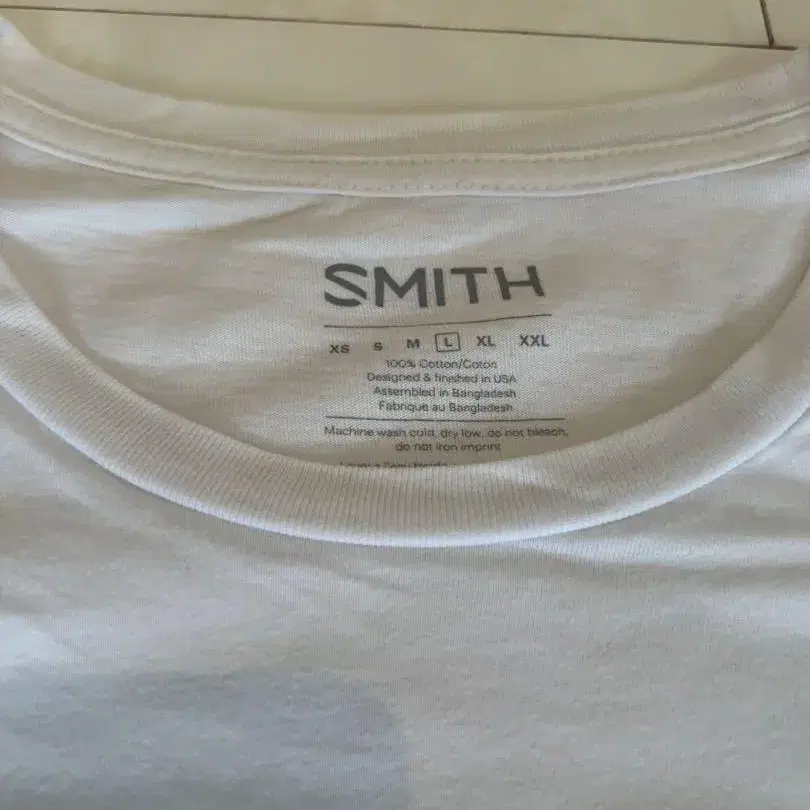 SMITH
XS S M L XL XXL
100% Cotton/Coton
Designed & finished in USA
Assembled in Bangladesh
Fabrique au Bangladesh
Machine wash cold, dry low, do not bleach,
do not iron imprint